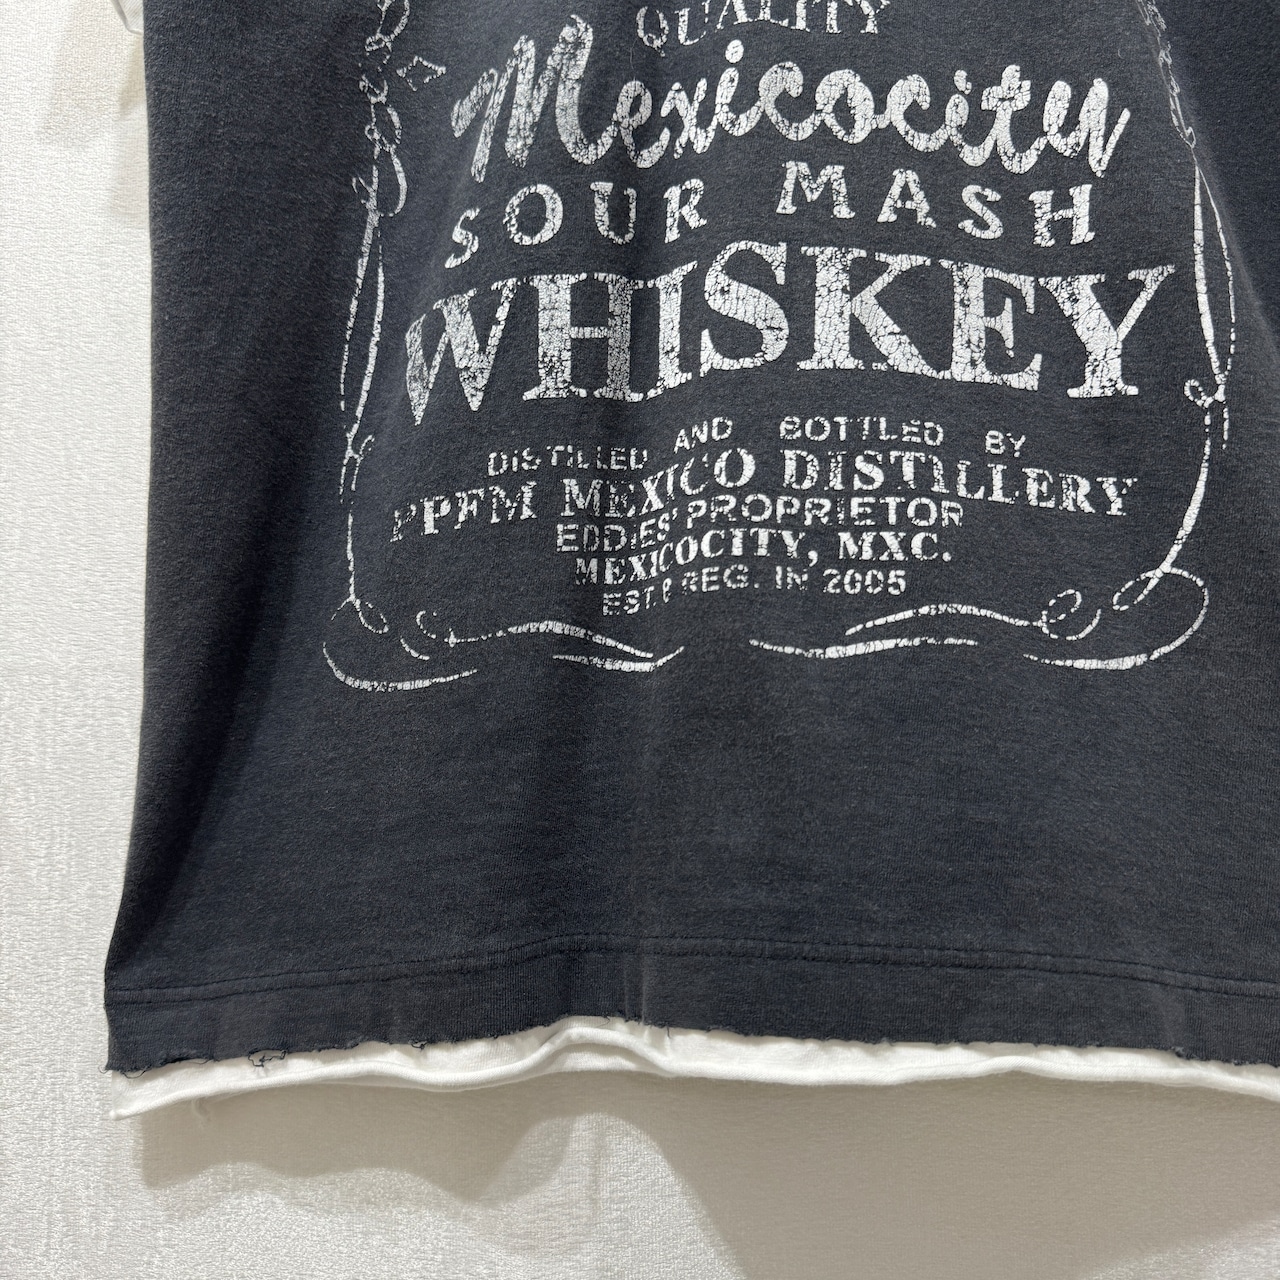 QUALITY
Mexicocity
SOUR MASH
WHISKEY
DISTILLED AND BOTTLED BY
PPFM MEXICO DISTILLERY
EDDIES' PROPRIETOR
MEXICOCITY, MXC.
EST. & REG. IN 2005